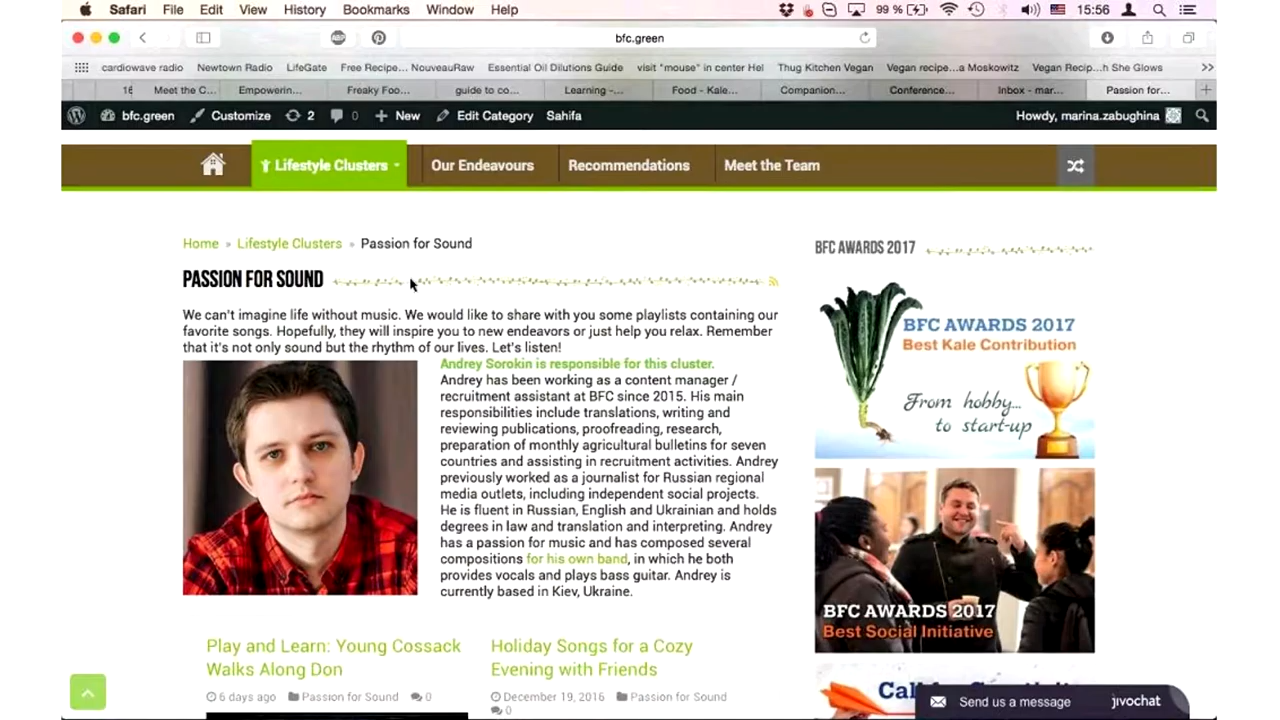 Safari File Edit View History Bookmarks Window Help 99 % 15:56
bfc.green
cardiowave radio Newtown Radio LifeGate Free Recipe... NouveauRaw Essential Oil Dilutions Guide visit "mouse" in center Hel Thug Kitchen Vegan Vegan recipe...a Moskowitz Vegan Recip...h She Glows >>
Meet the C... Empowerin... Freaky Foo... guide to co... Learning -... Food - Kale... Companion... Conference... Inbox - mar... Passion for... +
bfc.green Customize 2 0 + New Edit Category Sahifa Howdy, marina.zabughina
Lifestyle Clusters Our Endeavours Recommendations Meet the Team
Home » Lifestyle Clusters » Passion for Sound
PASSION FOR SOUND
We can't imagine life without music. We would like to share with you some playlists containing our
favorite songs. Hopefully, they will inspire you to new endeavors or just help you relax. Remember
that it's not only sound but the rhythm of our lives. Let's listen!
Andrey Sorokin is responsible for this cluster.
Andrey has been working as a content manager /
recruitment assistant at BFC since 2015. His main
responsibilities include translations, writing and
reviewing publications, proofreading, research,
preparation of monthly agricultural bulletins for seven
countries and assisting in recruitment activities. Andrey
previously worked as a journalist for Russian regional
media outlets, including independent social projects.
He is fluent in Russian, English and Ukrainian and holds
degrees in law and translation and interpreting. Andrey
has a passion for music and has composed several
compositions for his own band, in which he both
provides vocals and plays bass guitar. Andrey is
currently based in Kiev, Ukraine.
Play and Learn: Young Cossack
Walks Along Don
6 days ago Passion for Sound 0
Holiday Songs for a Cozy
Evening with Friends
December 19, 2016 Passion for Sound
0
BFC AWARDS 2017
BFC AWARDS 2017
Best Kale Contribution
From hobby...
to start-up
BFC AWARDS 2017
Best Social Initiative
Send us a message jivochat